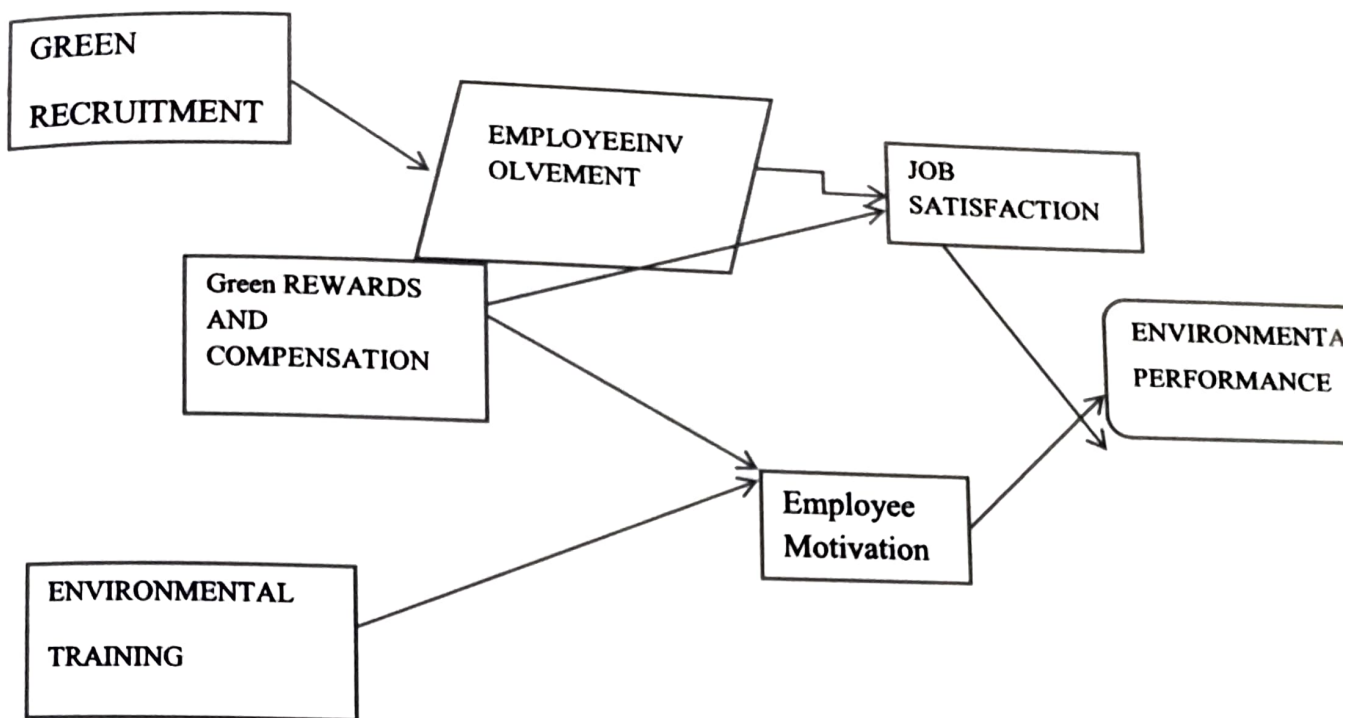 GREEN
RECRUITMENT
EMPLOYEEINV
OLVEMENT
JOB
SATISFACTION
Green REWARDS
AND
COMPENSATION
ENVIRONMENTA
PERFORMANCE
Employee
Motivation
ENVIRONMENTAL
TRAINING